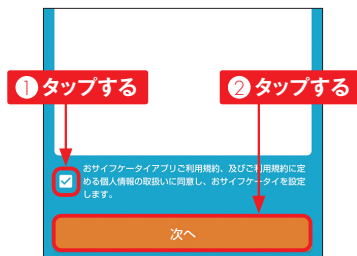 ①タップする
②タップする
おサイフケータイアプリご利用規約、及びご利用規約に定
める個人情報の取扱いに同意し、おサイフケータイを設定
します。
次へ